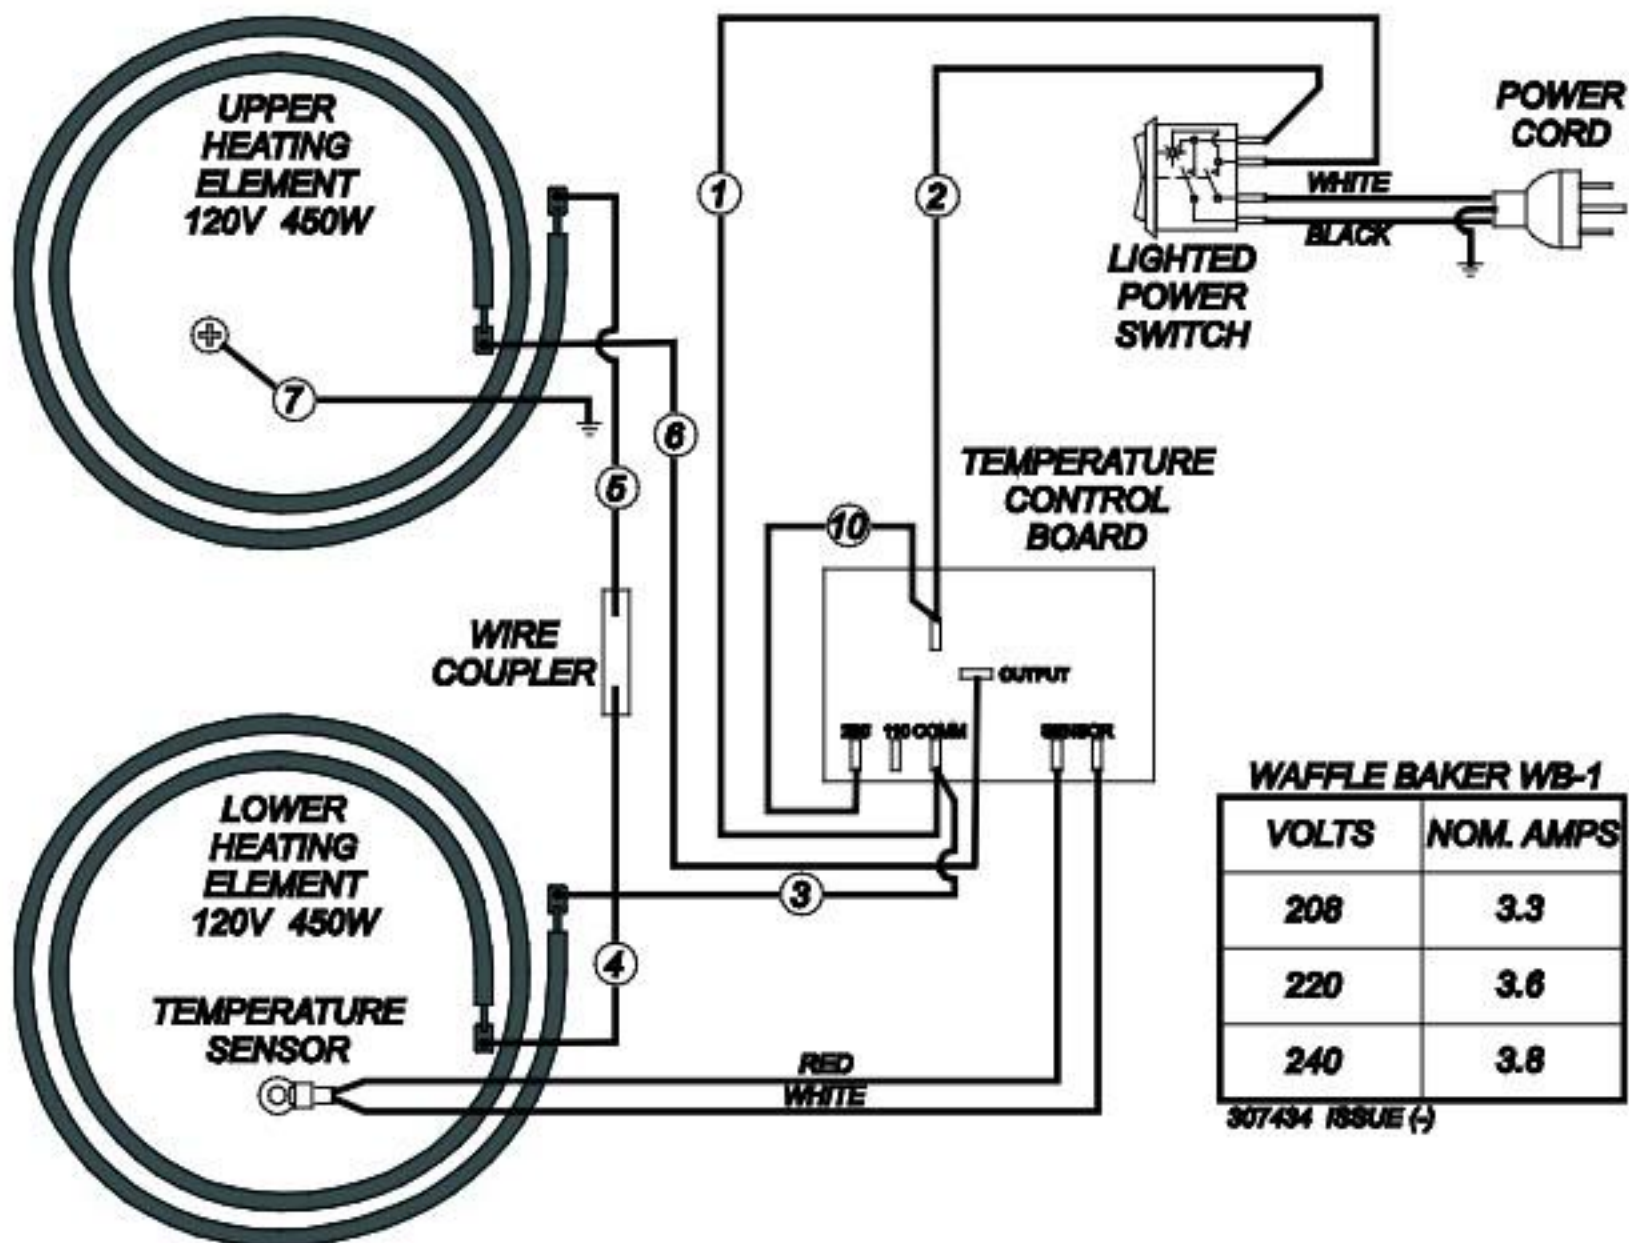 UPPER
HEATING
ELEMENT
120V 450W
7
5
6
1
2
10
POWER
CORD
WHITE
BLACK
LIGHTED
POWER
SWITCH
TEMPERATURE
CONTROL
BOARD
OUTPUT
110 COMM
SENSOR
WIRE
COUPLER
LOWER
HEATING
ELEMENT
120V 450W
3
4
TEMPERATURE
SENSOR
RED
WHITE
WAFFLE BAKER WB-1
VOLTS NOM. AMPS
208 3.3
220 3.6
240 3.8
307434 ISSUE (-)